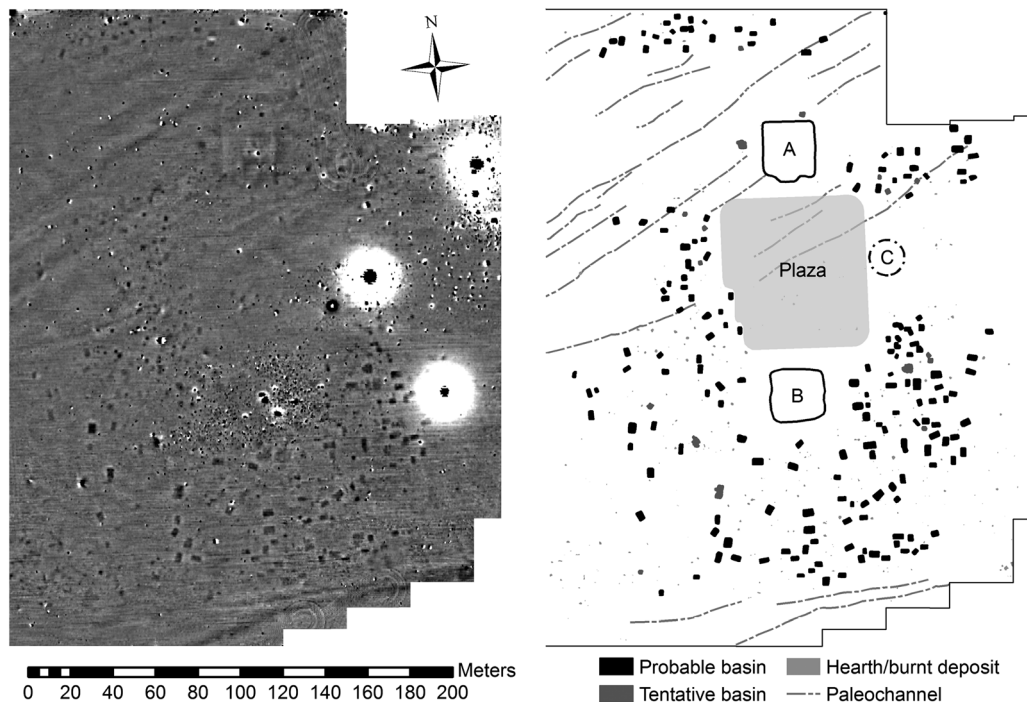 N
A
Plaza
C
B
Meters
0 20 40 60 80 100 120 140 160 180 200
Probable basin
Tentative basin
Hearth/burnt deposit
Paleochannel